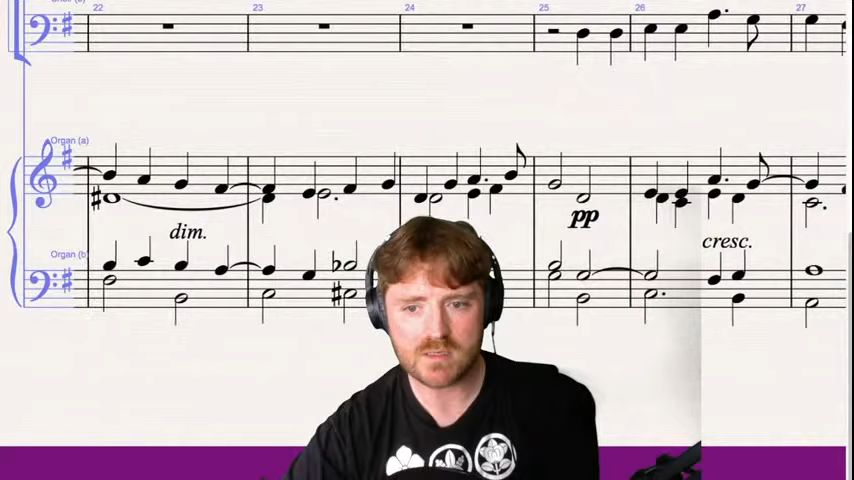 22 23 24 25 26 27
Organ (a)
dim.
pp
cresc.
Organ (b)